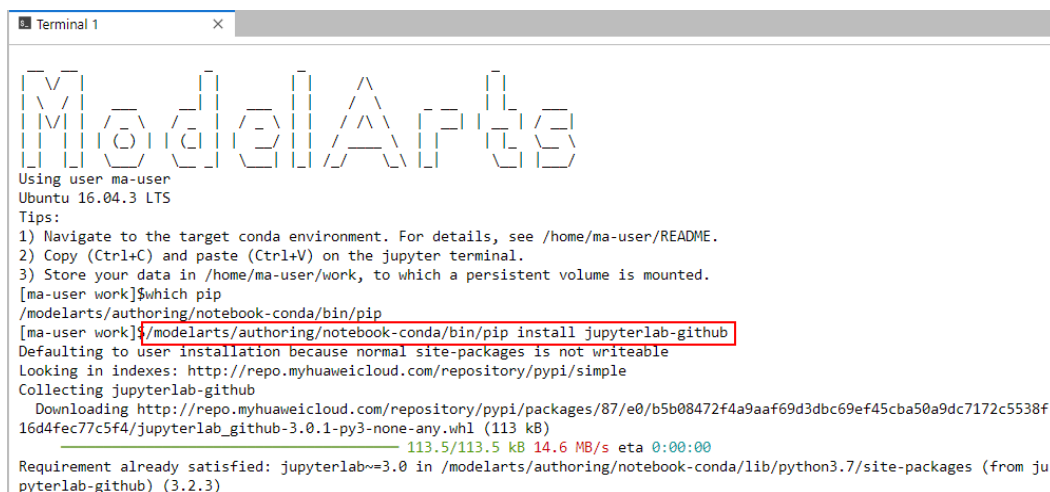 Terminal 1
ModelArts
Using user ma-user
Ubuntu 16.04.3 LTS
Tips:
1) Navigate to the target conda environment. For details, see /home/ma-user/README.
2) Copy (Ctrl+C) and paste (Ctrl+V) on the jupyter terminal.
3) Store your data in /home/ma-user/work, to which a persistent volume is mounted.
[ma-user work]$which pip
/modelarts/authoring/notebook-conda/bin/pip
[ma-user work]$/modelarts/authoring/notebook-conda/bin/pip install jupyterlab-github
Defaulting to user installation because normal site-packages is not writeable
Looking in indexes: http://repo.myhuaweicloud.com/repository/pypi/simple
Collecting jupyterlab-github
Downloading http://repo.myhuaweicloud.com/repository/pypi/packages/87/e0/b5b08472f4a9aaf69d3dbc69ef45cba50a9dc7172c5538f
16d4fec77c5f4/jupyterlab_github-3.0.1-py3-none-any.whl (113 kB)
113.5/113.5 kB 14.6 MB/s eta 0:00:00
Requirement already satisfied: jupyterlab~=3.0 in /modelarts/authoring/notebook-conda/lib/python3.7/site-packages (from ju
pyterlab-github) (3.2.3)